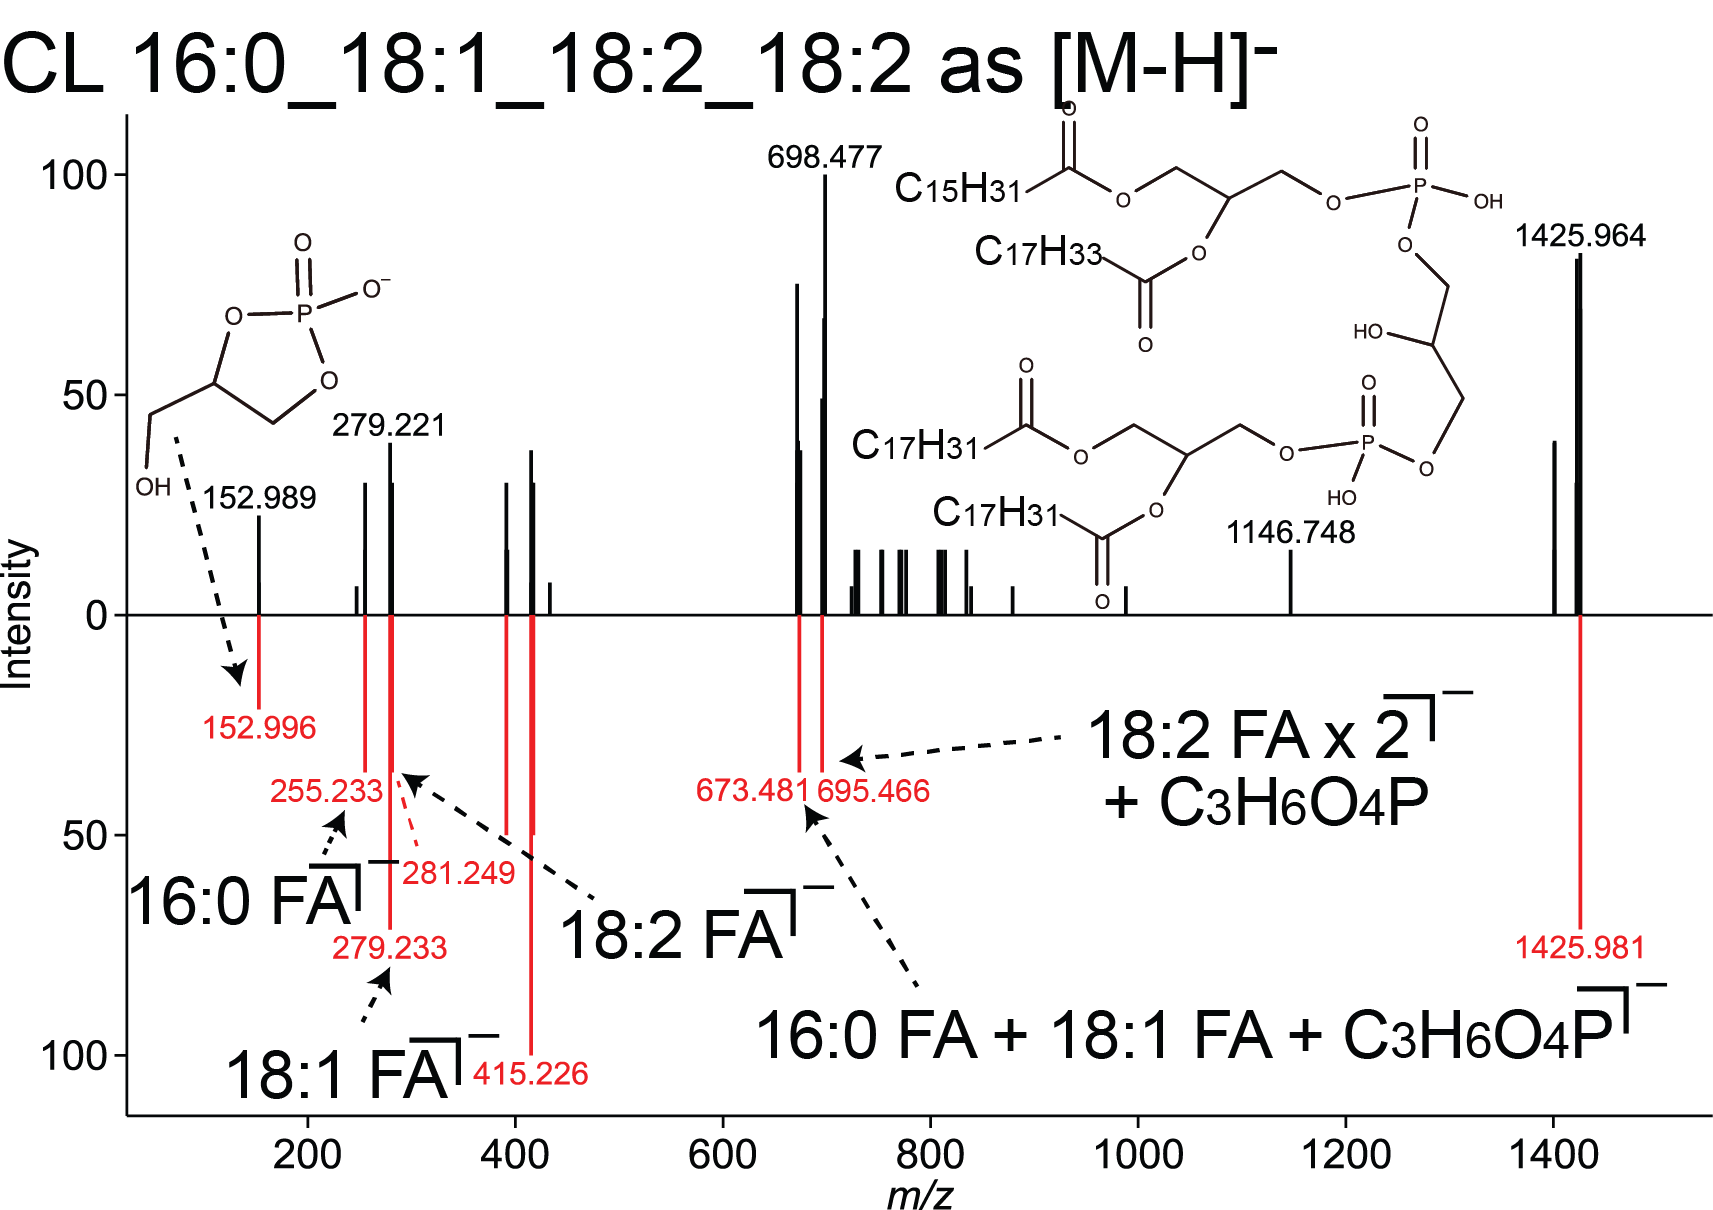 CL 16:0_18:1_18:2_18:2 as [M-H]⁻
698.477
1425.964
279.221
152.989
1146.748
O
O
P
O⁻
O
OH
O
C15H31
O
O
O
P
OH
O
C17H33
O
O
HO
O
C17H31
O
O
O
P
O
HO
C17H31
O
O
100
50
0
50
100
Intensity
152.996
255.233
281.249
279.233
415.226
673.481
695.466
1425.981
18:2 FA x 2⁻
+ C3H6O4P
16:0 FA⁻
18:2 FA⁻
18:1 FA⁻
16:0 FA + 18:1 FA + C3H6O4P⁻
200
400
600
800
1000
1200
1400
m/z